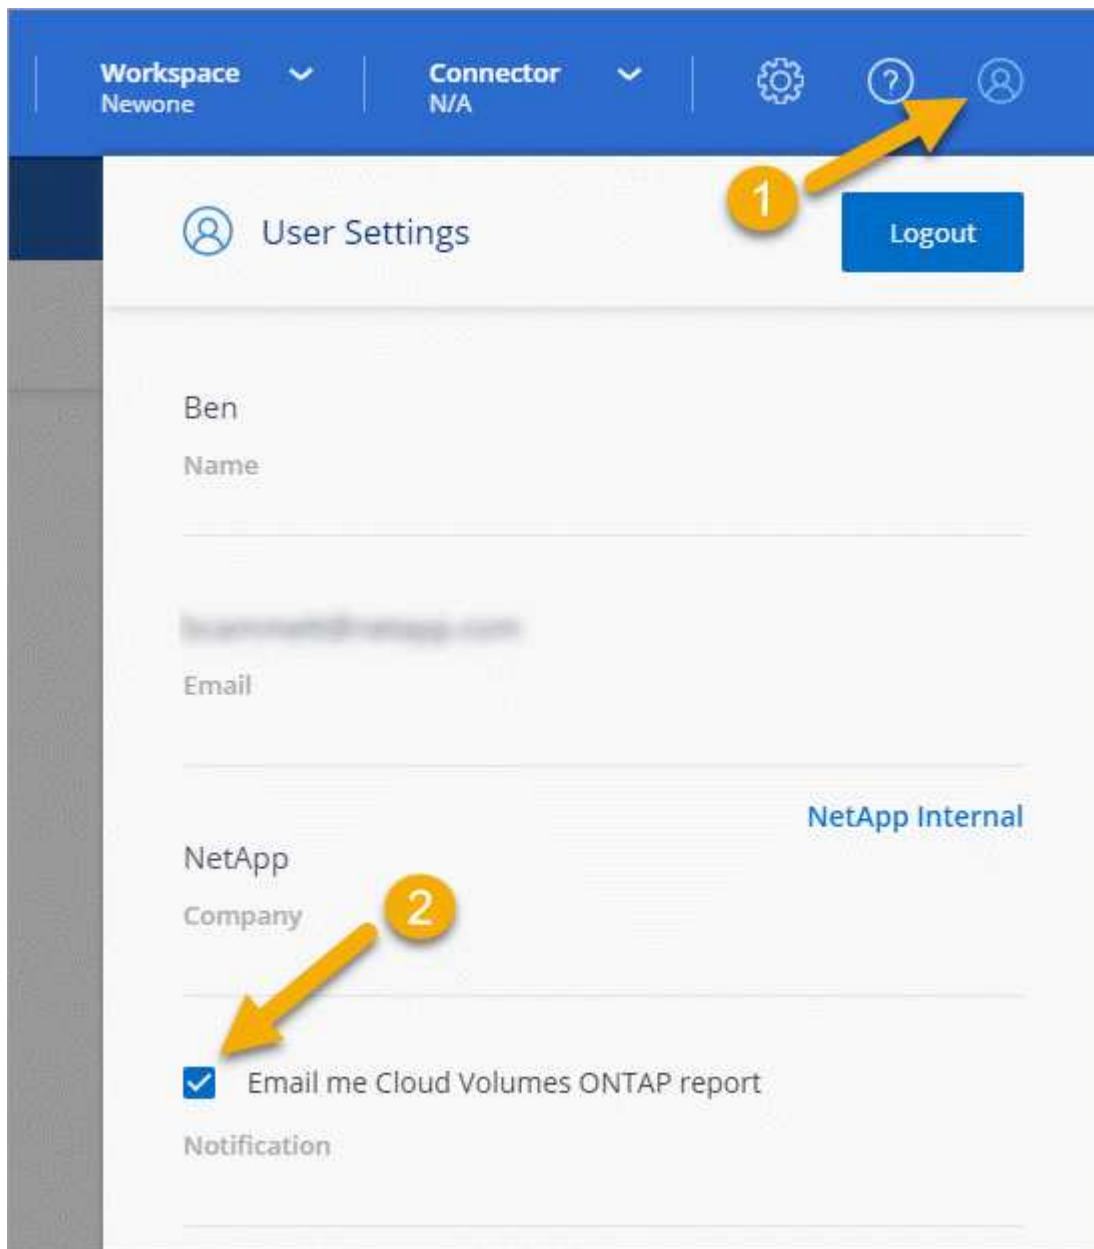 Workspace
Newone
Connector
N/A
1
User Settings
Logout
Ben
Name
Email
NetApp Internal
NetApp
Company
2
Email me Cloud Volumes ONTAP report
Notification